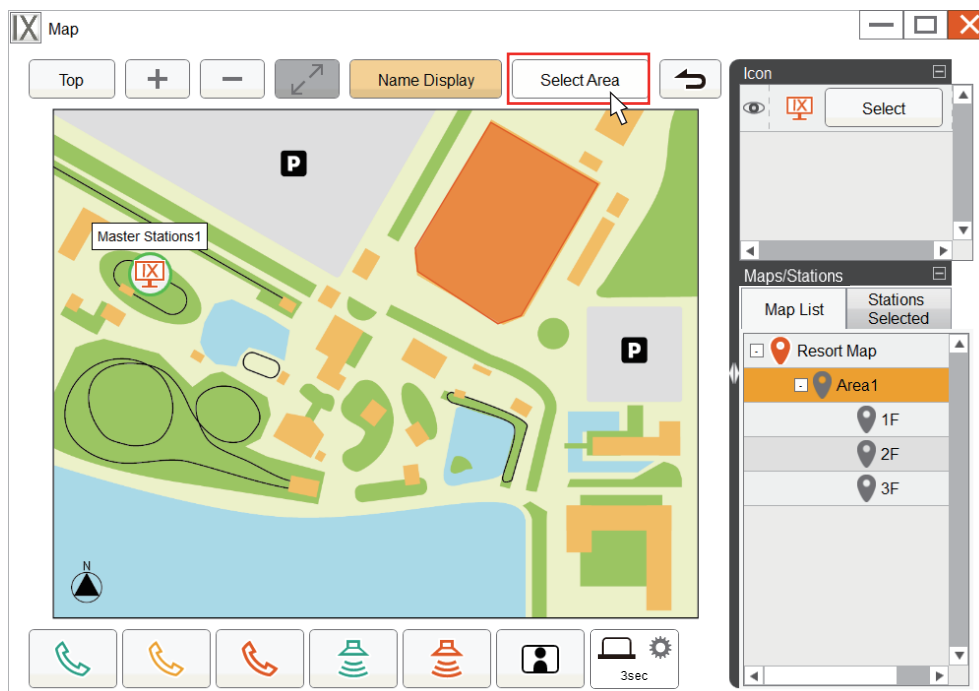 IX Map
Top
Name Display
Select Area
P
Master Stations1
IX
P
N
3sec
Icon
IX
Select
Maps/Stations
Map List
Stations
Selected
Resort Map
Area1
1F
2F
3F